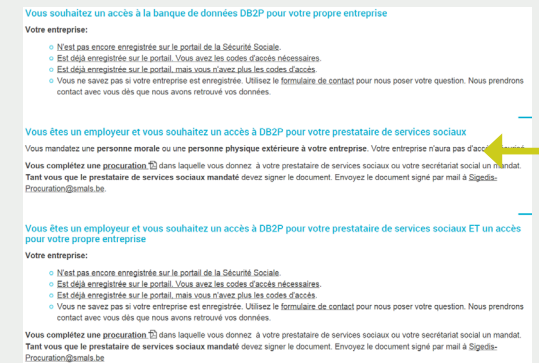 Vous souhaitez un accès à la banque de données DB2P pour votre propre entreprise
Votre entreprise:
N'est pas encore enregistrée sur le portail de la Sécurité Sociale.
Est déjà enregistrée sur le portail. Vous avez les codes d'accès nécessaires.
Est déjà enregistrée sur le portail, mais vous n'avez plus les codes d'accès.
Vous ne savez pas si votre entreprise est enregistrée. Utilisez le formulaire de contact pour nous poser votre question. Nous prendrons
contact avec vous dès que nous avons retrouvé vos données.
Vous êtes un employeur et vous souhaitez un accès à DB2P pour votre prestataire de services sociaux
Vous mandatez une personne morale ou une personne physique extérieure à votre entreprise. Votre entreprise n'aura pas
Vous complétez une procuration dans laquelle vous donnez à votre prestataire de services sociaux ou votre secrétariat social un mandat.
Tant vous que le prestataire de services sociaux mandaté devez signer le document. Envoyez le document signé par mail à Sigedis-
Procuration@smals.be.
Vous êtes un employeur et vous souhaitez un accès à DB2P pour votre prestataire de services sociaux ET un accès
pour votre propre entreprise
Votre entreprise:
N'est pas encore enregistrée sur le portail de la Sécurité Sociale.
Est déjà enregistrée sur le portail. Vous avez les codes d'accès nécessaires.
Est déjà enregistrée sur le portail, mais vous n'avez plus les codes d'accès.
Vous ne savez pas si votre entreprise est enregistrée. Utilisez le formulaire de contact pour nous poser votre question. Nous prendrons
contact avec vous dès que nous avons retrouvé vos données.
Vous complétez une procuration dans laquelle vous donnez à votre prestataire de services sociaux ou votre secrétariat social un mandat.
Tant vous que le prestataire de services sociaux mandaté devez signer le document. Envoyez le document signé par mail à Sigedis-
Procuration@smals.be